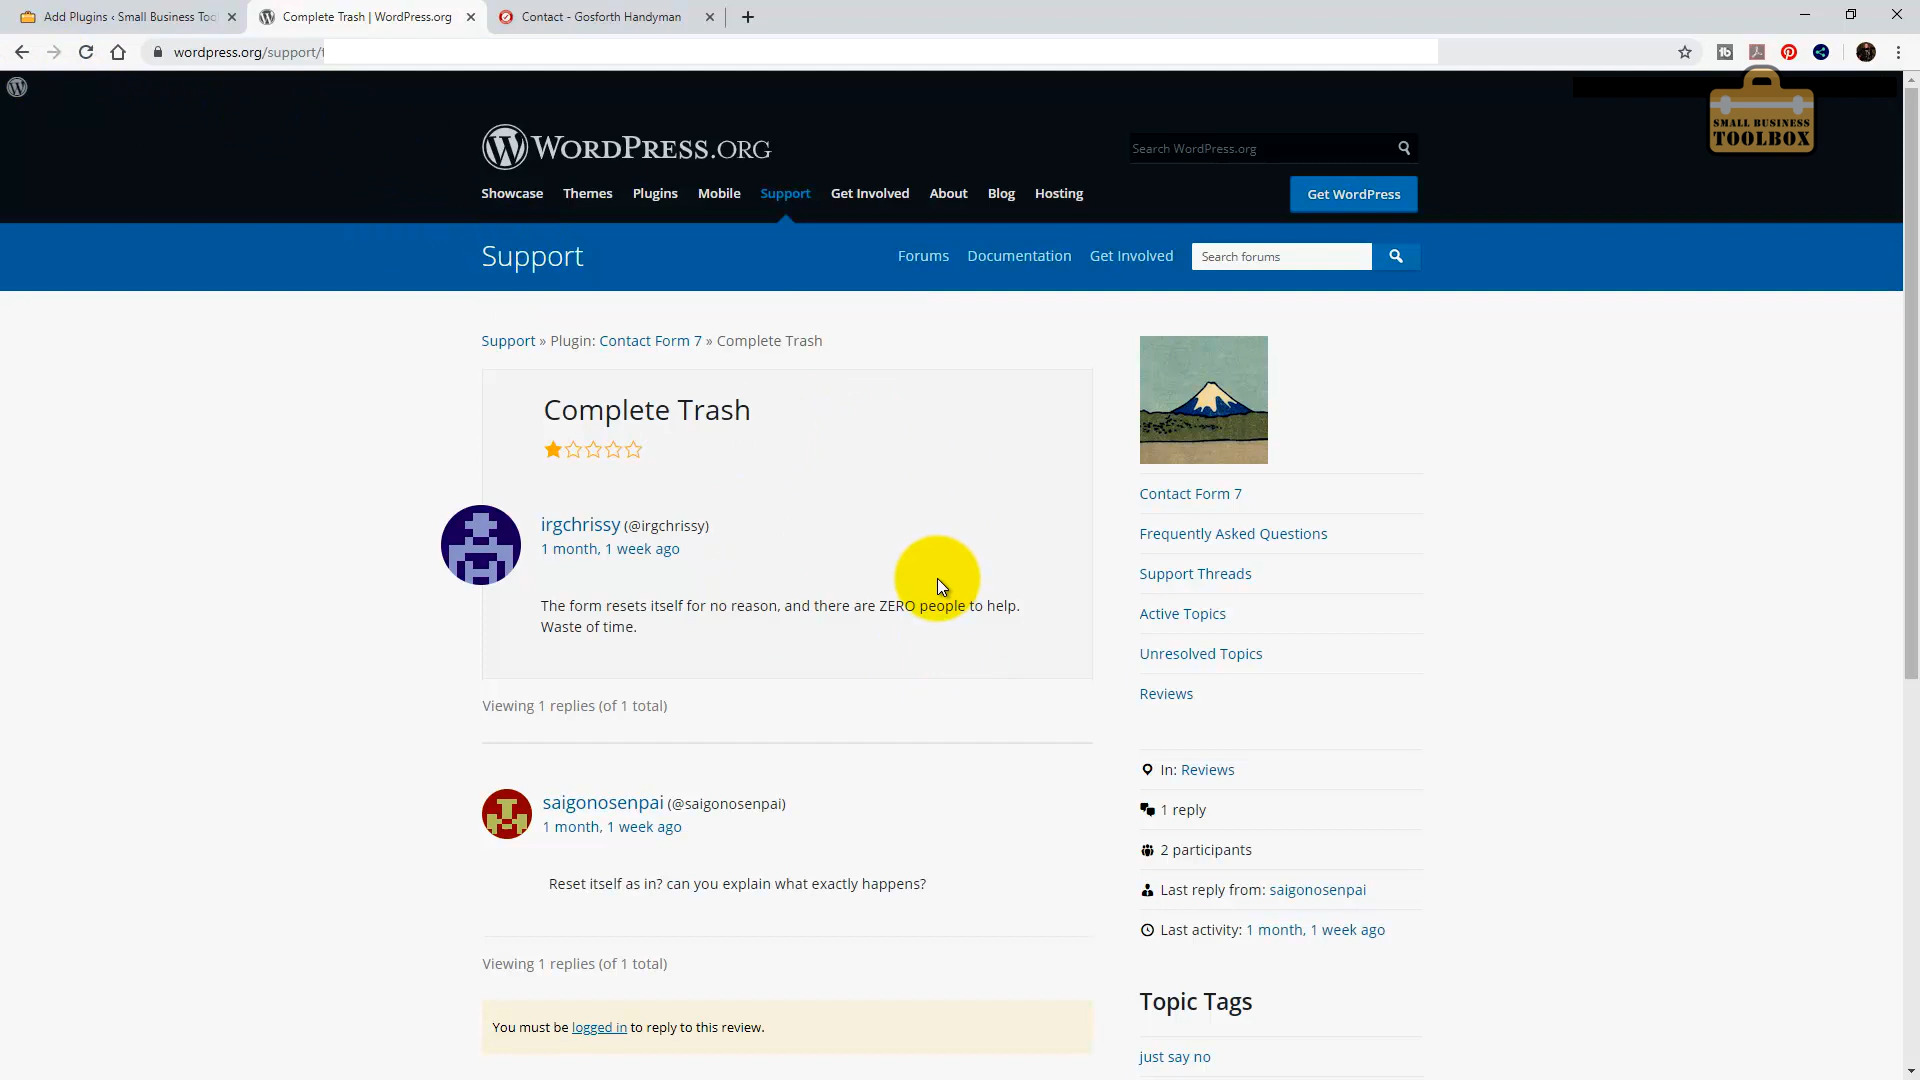 Add Plugins ‹ Small Business Too
Complete Trash | WordPress.org
Contact - Gosforth Handyman
wordpress.org/support/t
WORDPRESS.ORG
Search WordPress.org
SMALL BUSINESS
TOOLBOX
Showcase Themes Plugins Mobile Support Get Involved About Blog Hosting
Get WordPress
Support
Forums Documentation Get Involved
Search forums
Support » Plugin: Contact Form 7 » Complete Trash
Complete Trash
irgchrissy (@irgchrissy)
1 month, 1 week ago
The form resets itself for no reason, and there are ZERO people to help.
Waste of time.
Viewing 1 replies (of 1 total)
saigonosenpai (@saigonosenpai)
1 month, 1 week ago
Reset itself as in? can you explain what exactly happens?
Viewing 1 replies (of 1 total)
You must be logged in to reply to this review.
Contact Form 7
Frequently Asked Questions
Support Threads
Active Topics
Unresolved Topics
Reviews
In: Reviews
1 reply
2 participants
Last reply from: saigonosenpai
Last activity: 1 month, 1 week ago
Topic Tags
just say no